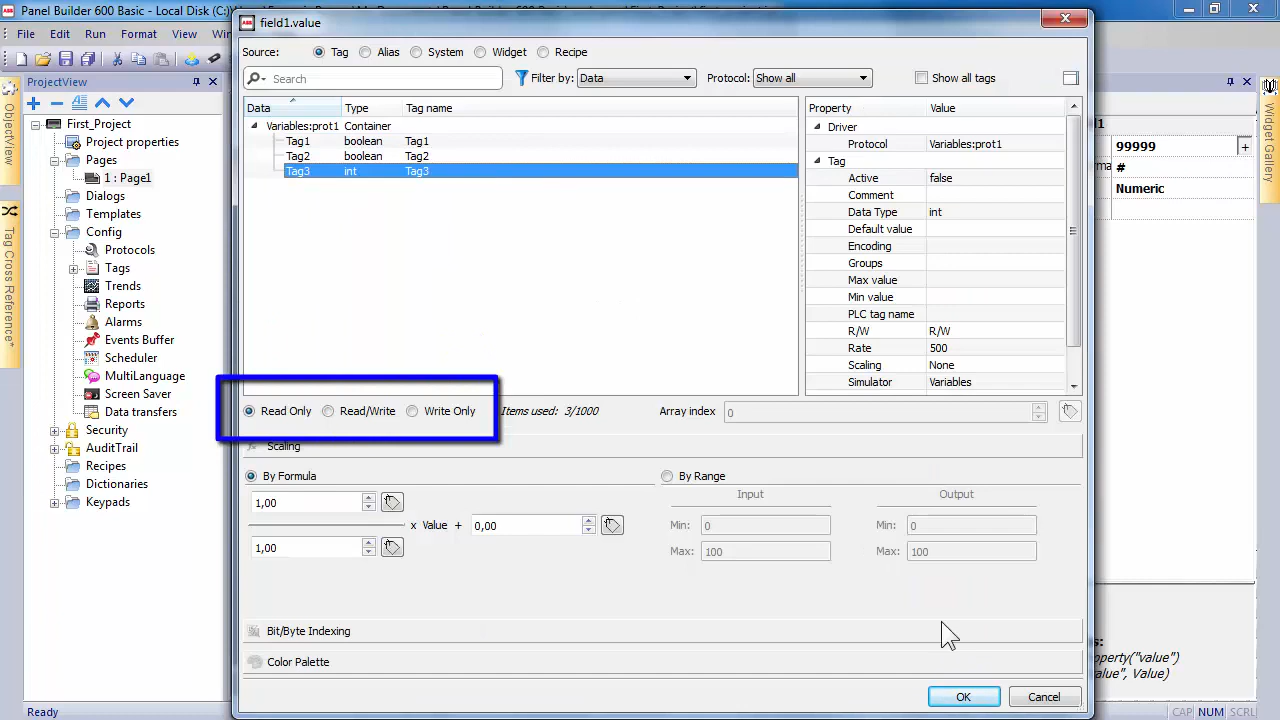 Panel Builder 600 Basic - Local Disk (C:)
field1.value
File Edit Run Format View
Source: Tag Alias System Widget Recipe
Search
Filter by: Data
Protocol: Show all
Show all tags
ProjectView
First_Project
Project properties
Pages
1 : Page1
Dialogs
Templates
Config
Protocols
Tags
Trends
Reports
Alarms
Events Buffer
Scheduler
MultiLanguage
Screen Saver
Data transfers
Security
AuditTrail
Recipes
Dictionaries
Keypads
ObjectView
Tag Cross Reference*
Data Type Tag name
Variables:prot1 Container
Tag1 boolean Tag1
Tag2 boolean Tag2
Tag3 int Tag3
Property Value
Driver
Protocol Variables:prot1
Tag
Active false
Comment
Data Type int
Default value
Encoding
Groups
Max value
Min value
PLC tag name
R/W R/W
Rate 500
Scaling None
Simulator Variables
Read Only Read/Write Write Only Items used: 3/1000 Array index 0
Scaling
By Formula
1,00
x Value + 0,00
1,00
By Range
Input Output
Min: 0 Min: 0
Max: 100 Max: 100
Bit/Byte Indexing
Color Palette
OK Cancel
99999
#
Numeric
Widget Gallery
operty("value")
alue", Value)
Ready
CAP NUM SCRL